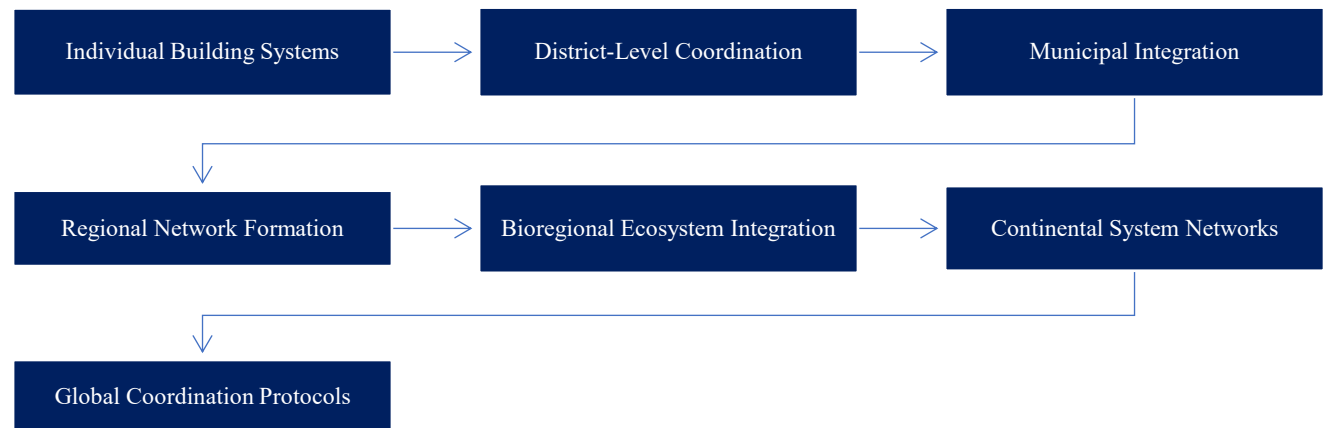 Individual Building Systems
District-Level Coordination
Municipal Integration
Regional Network Formation
Bioregional Ecosystem Integration
Continental System Networks
Global Coordination Protocols